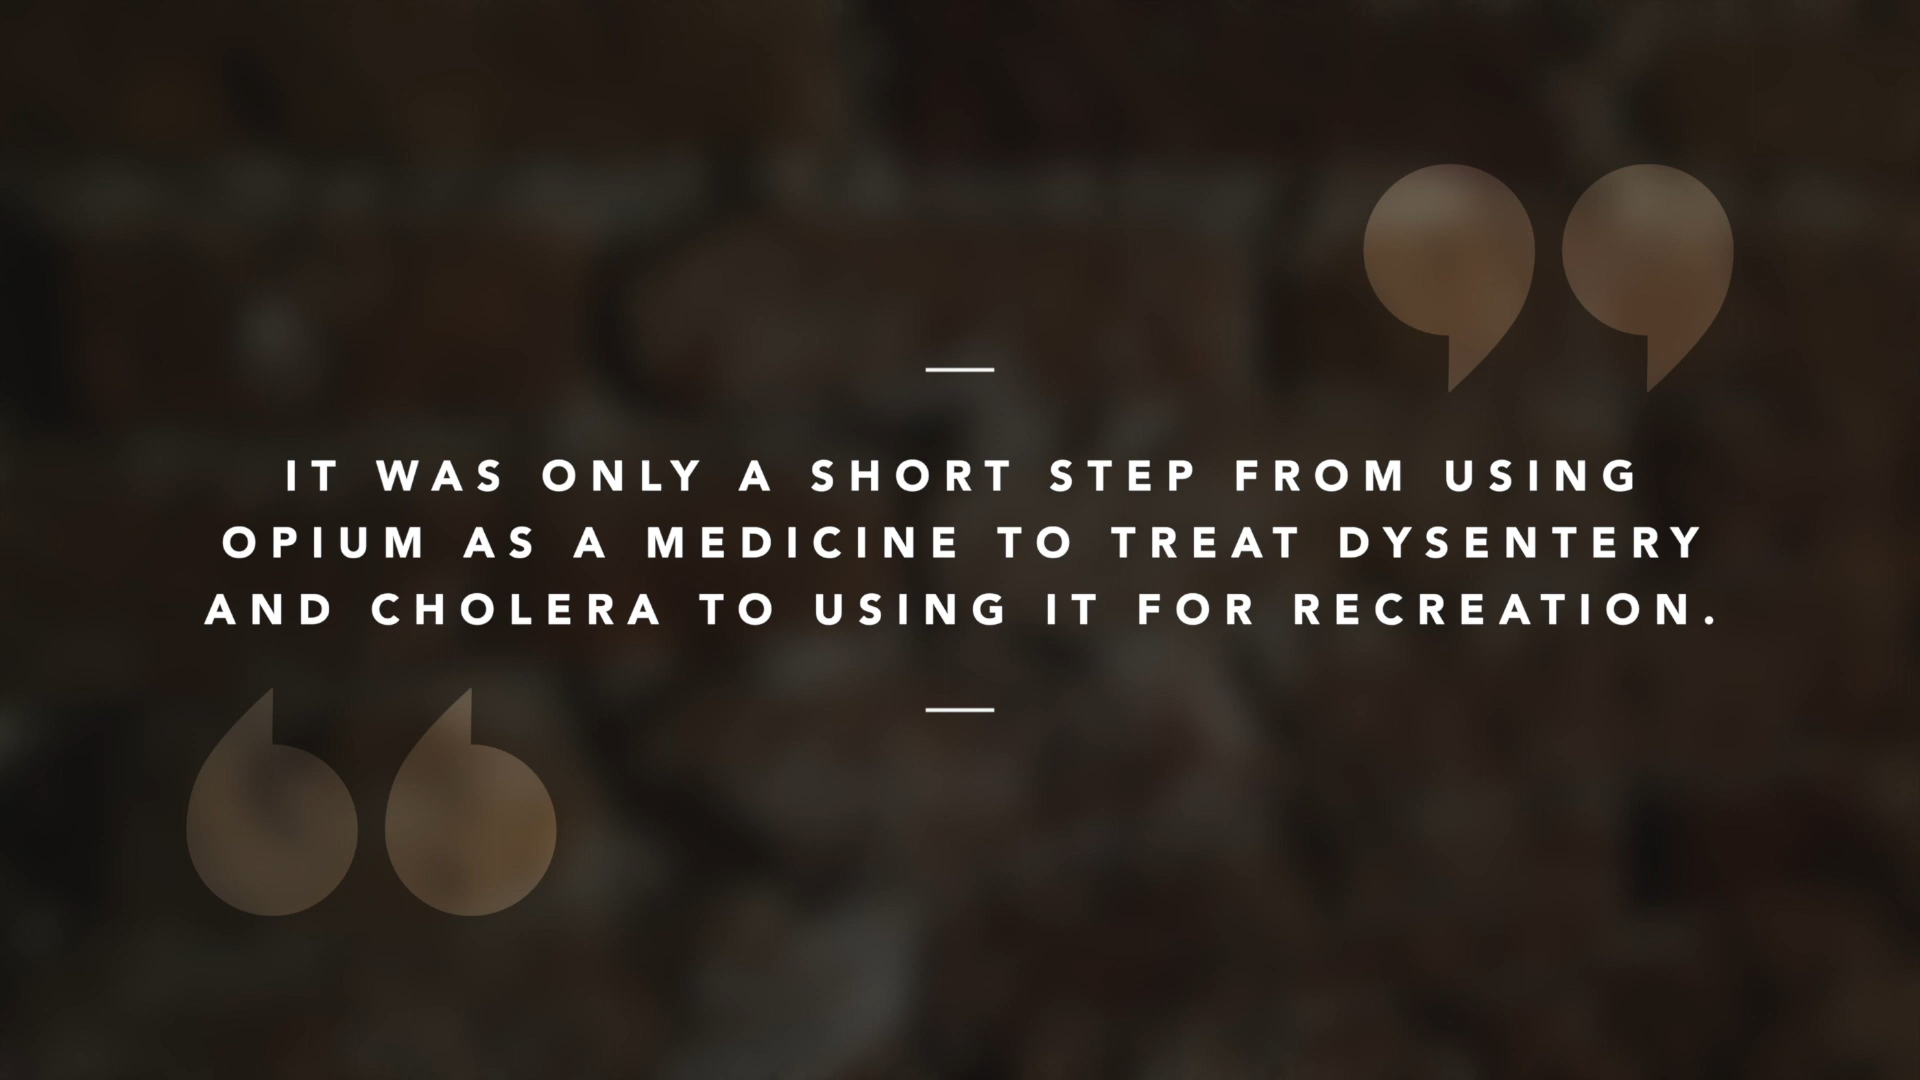 IT WAS ONLY A SHORT STEP FROM USING
OPIUM AS A MEDICINE TO TREAT DYSENTERY
AND CHOLERA TO USING IT FOR RECREATION.